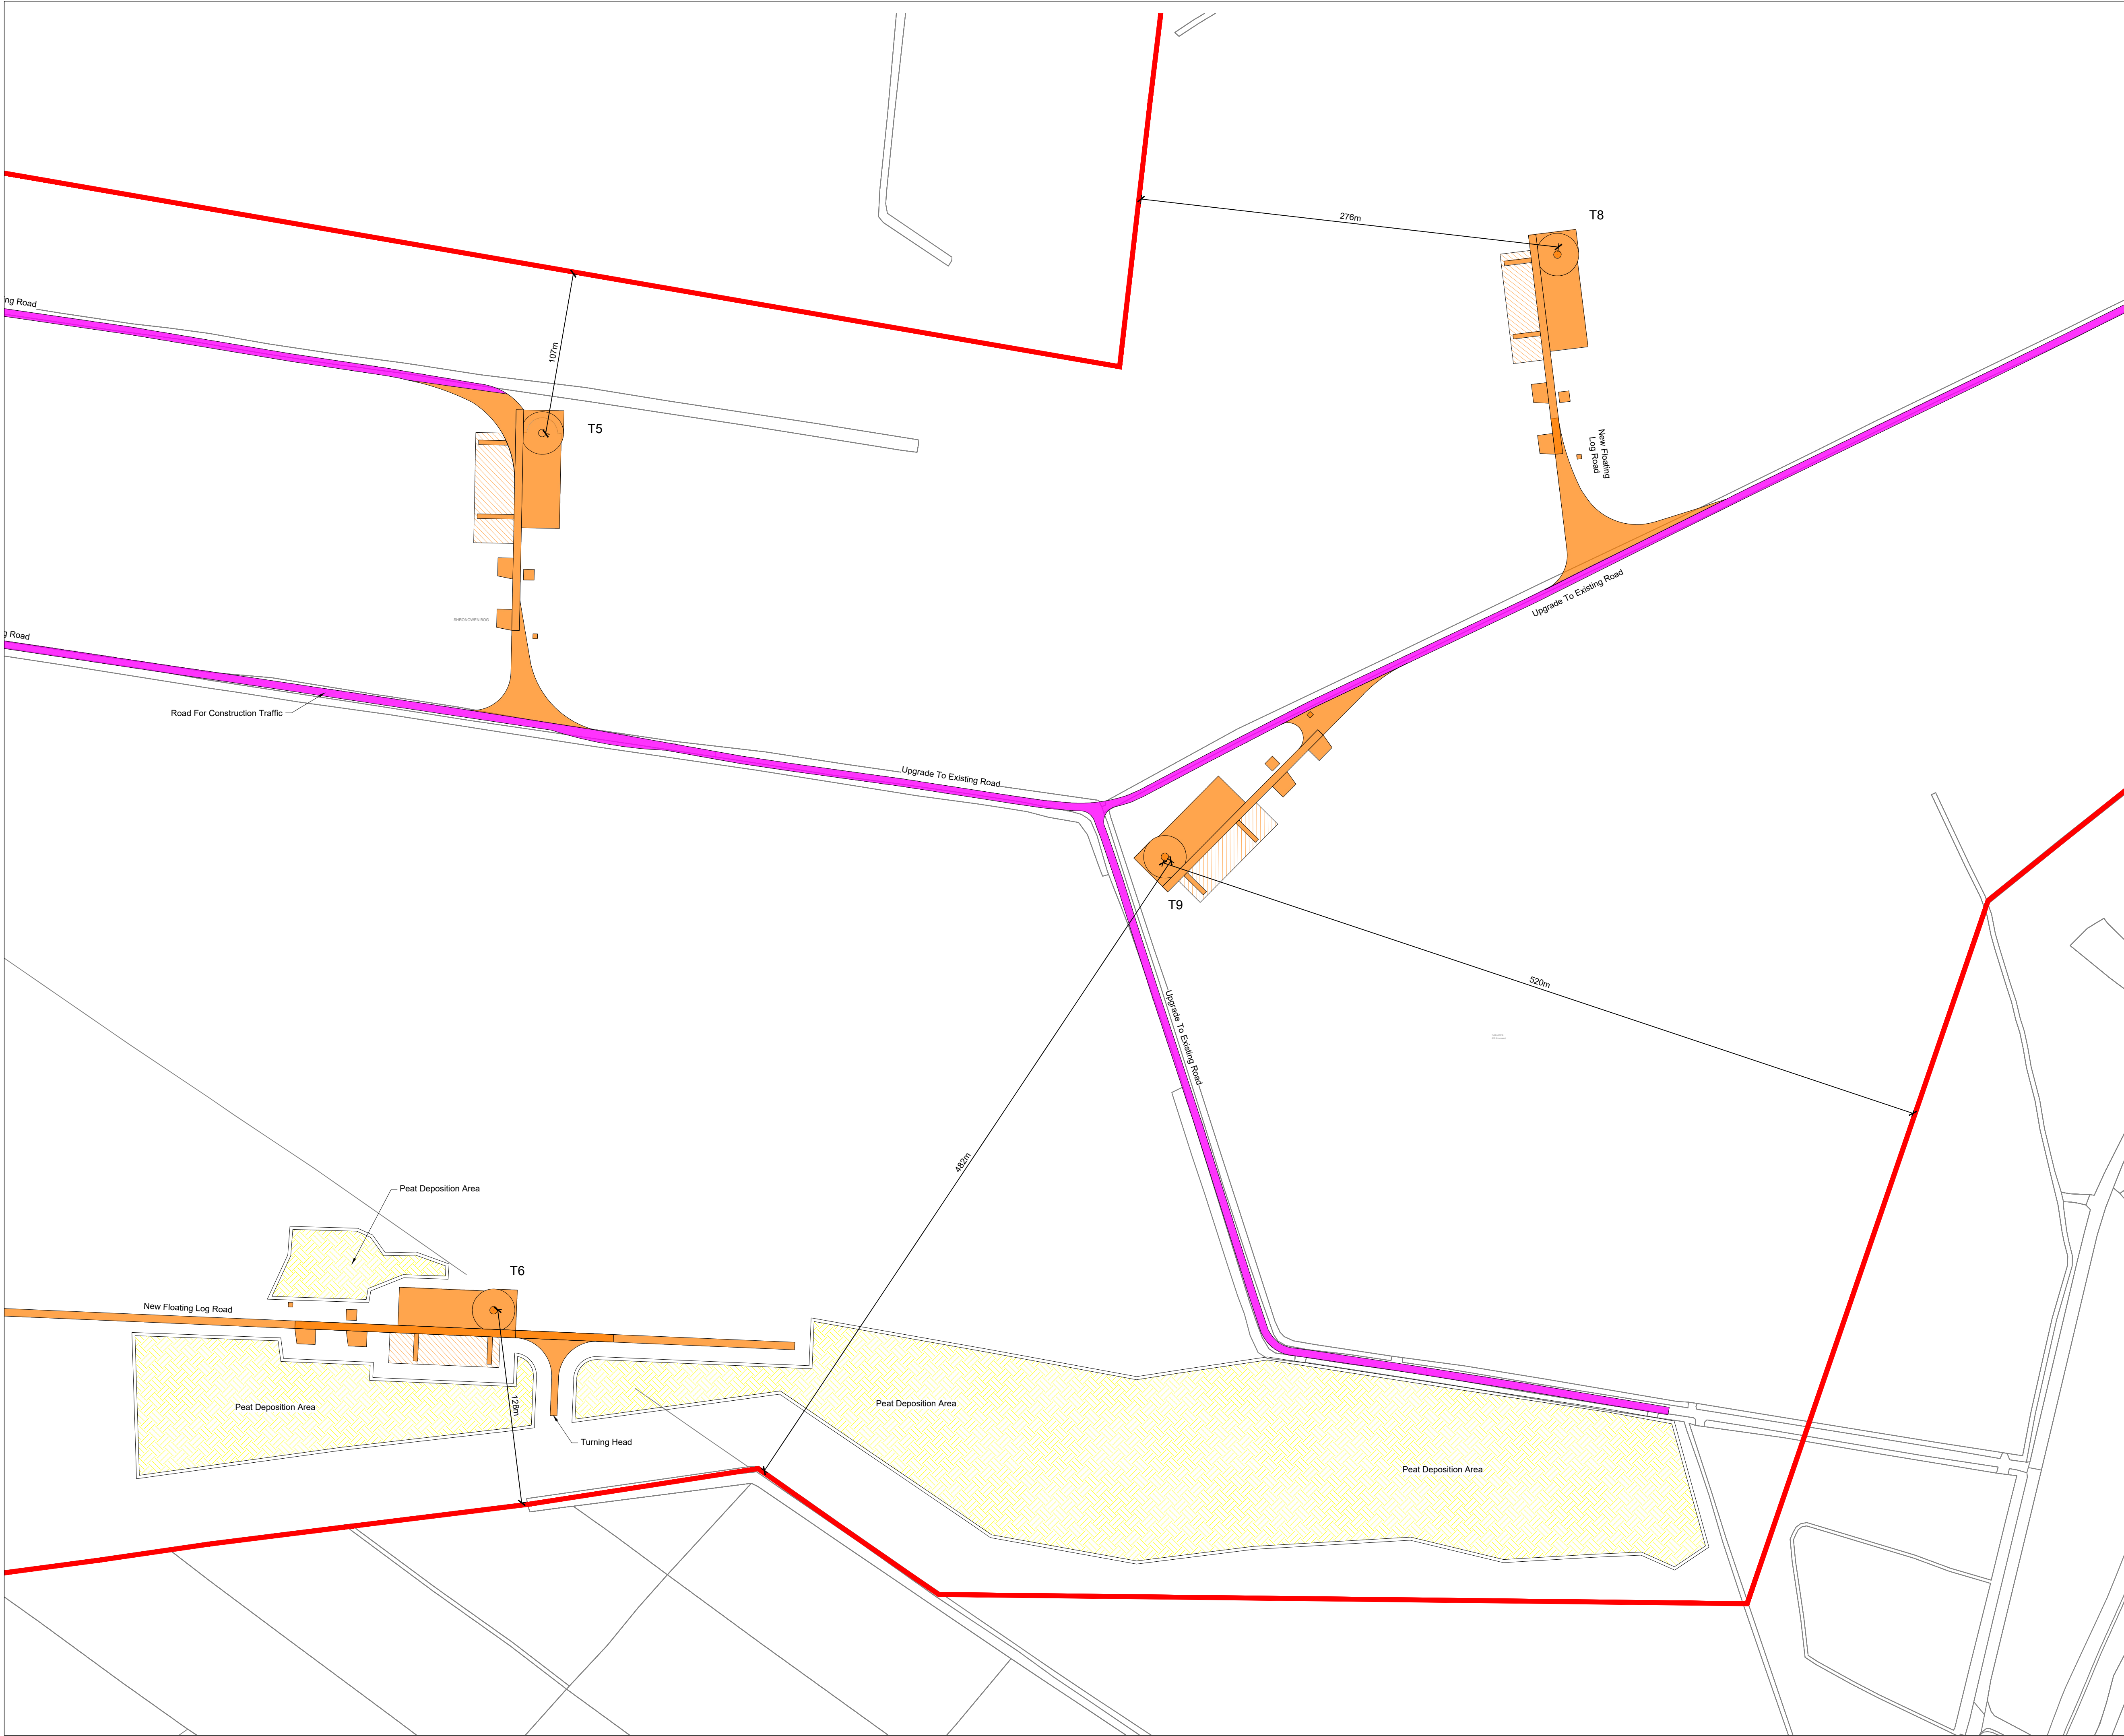 276m
T8
ng Road
107m
T5
New Floating
Log Road
Upgrade To Existing Road
g Road
Road For Construction Traffic
Upgrade To Existing Road
T9
520m
Upgrade To Existing Road
482m
Peat Deposition Area
T6
New Floating Log Road
128m
Peat Deposition Area
Peat Deposition Area
Turning Head
Peat Deposition Area